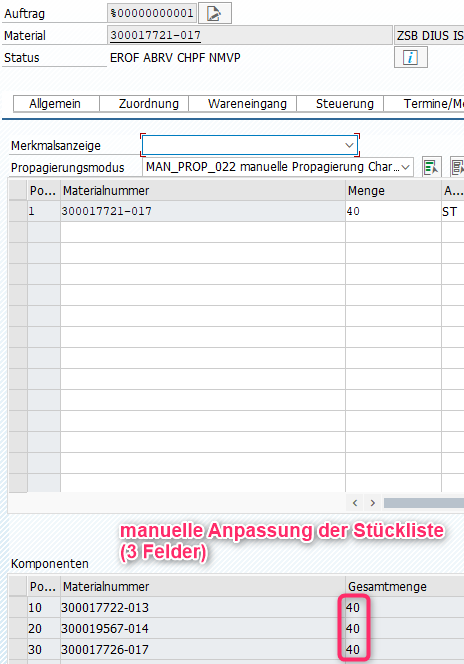 Auftrag %00000000001
Material 300017721-017 ZSB DIUS IS
Status EROF ABRV CHPF NMVP
Allgemein Zuordnung Wareneingang Steuerung Termine/Me
Merkmalsanzeige
Propagierungsmodus MAN_PROP_022 manuelle Propagierung Char...
Po... Materialnummer Menge A...
1 300017721-017 40 ST
manuelle Anpassung der Stückliste
(3 Felder)
Komponenten
Po... Materialnummer Gesamtmenge
10 300017722-013 40
20 300019567-014 40
30 300017726-017 40